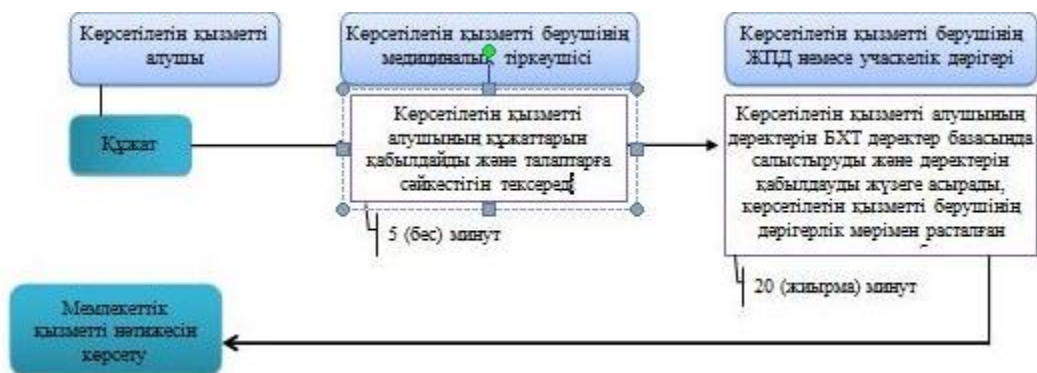 Көрсетілетін қызметті
алушы
Көрсетілетін қызметті берушінің
медициналық тіркеушісі
Көрсетілетін қызметті берушінің
ЖПД немесе учаскелік дәрігері
Құжат
Көрсетілетін қызметті
алушының құжаттарын
қабылдайды және талаптарға
сәйкестігін тексереді
Көрсетілетін қызметті алушының
деректерін БХТ деректер базасында
салыстыруды және деректерін
қабылдауды жүзеге асырады,
көрсетілетін қызметті берушінің
дәрігерлік мөрімен расталған
5 (бес) минут
20 (жиырма) минут
Мемлекеттік
қызметті нәтижесін
көрсету